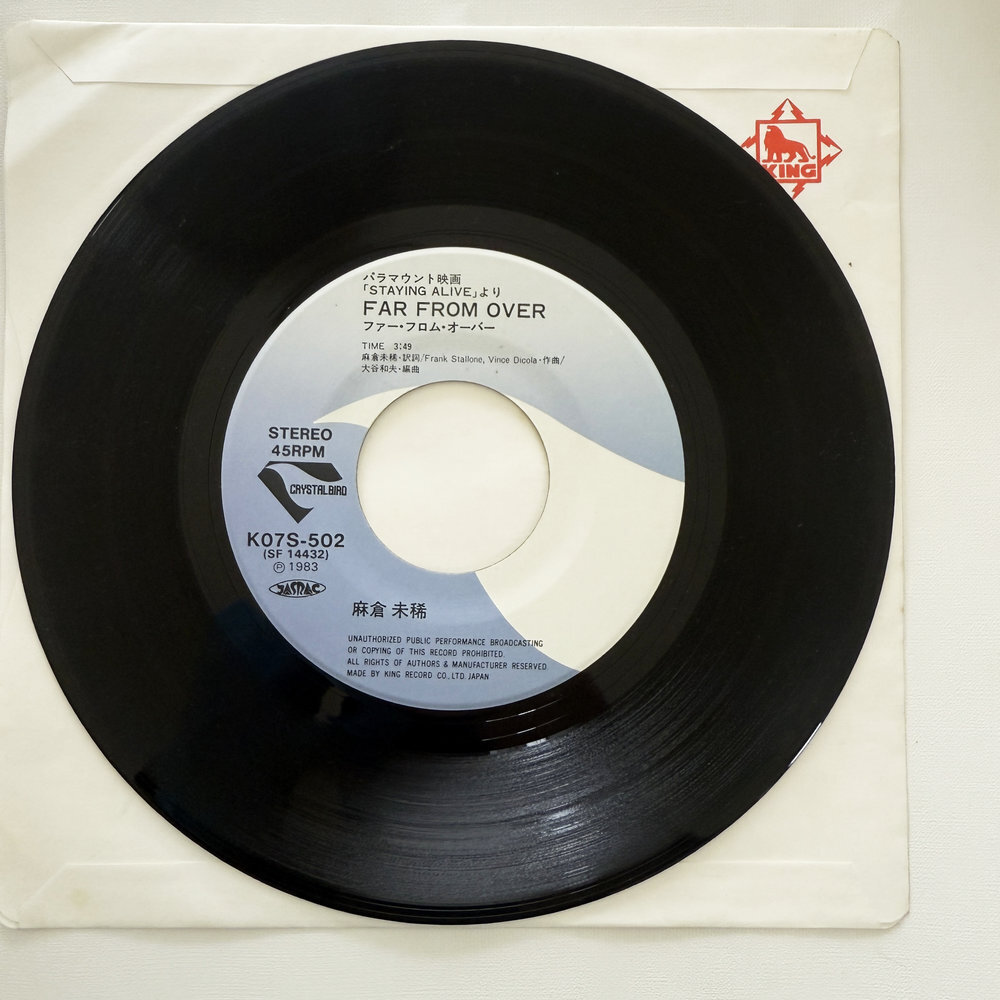 KING
パラマウント映画
「STAYING ALIVE」より
FAR FROM OVER
ファー・フロム・オーバー
TIME 3:49
麻倉未稀・訳詞/Frank Stallone, Vince Dicola・作曲/
大谷和夫・編曲
STEREO
45RPM
CRYSTALBIRD
K07S-502
(SF 14432)
Ⓟ 1983
JASRAC
麻倉 未稀
UNAUTHORIZED PUBLIC PERFORMANCE BROADCASTING
OR COPYING OF THIS RECORD PROHIBITED.
ALL RIGHTS OF AUTHORS & MANUFACTURER RESERVED.
MADE BY KING RECORD CO., LTD. JAPAN